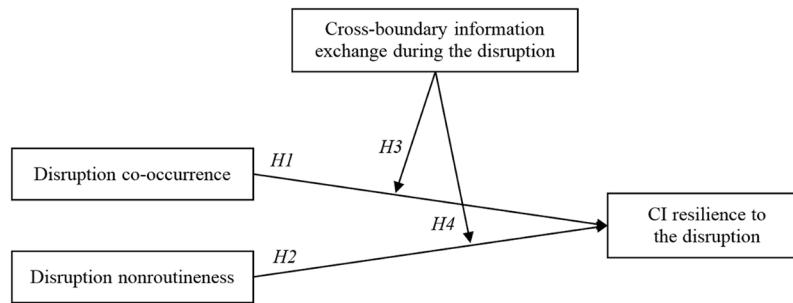 Cross-boundary information
exchange during the disruption
H3
H1
Disruption co-occurrence
CI resilience to
the disruption
H4
H2
Disruption nonroutineness